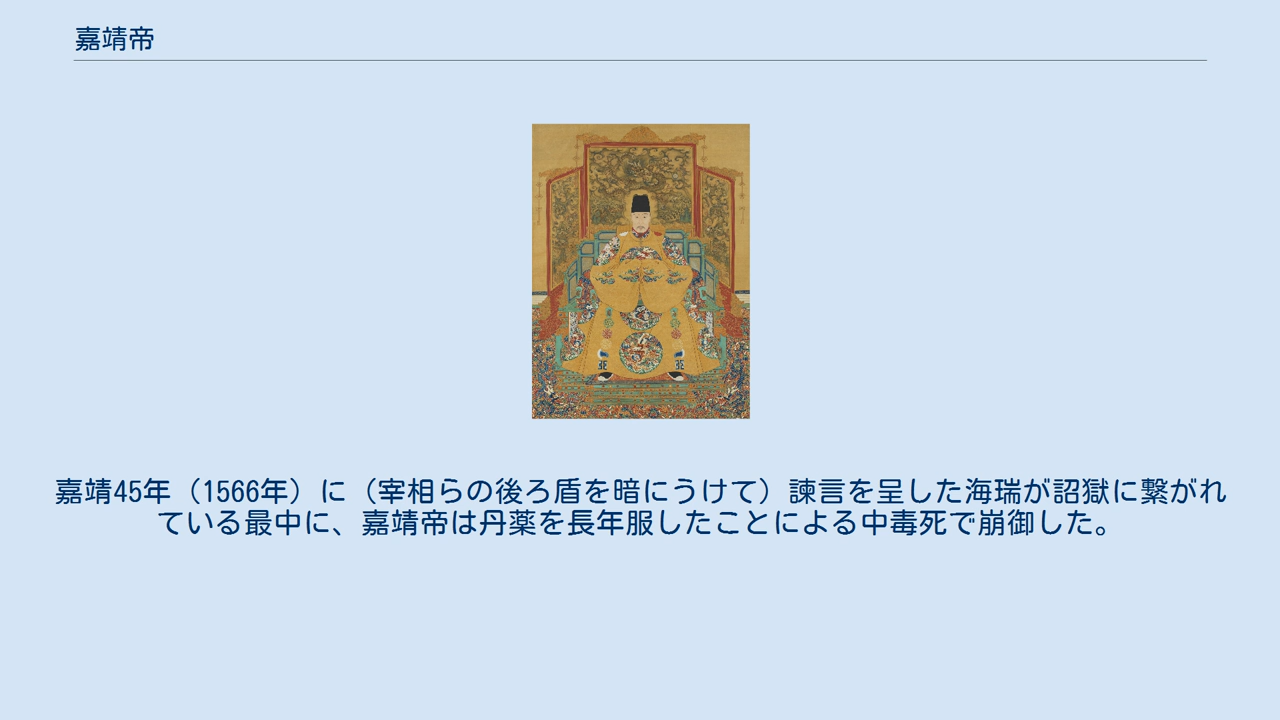 嘉靖帝
嘉靖45年（1566年）に（宰相らの後ろ盾を暗にうけて）諫言を呈した海瑞が詔獄に繋がれ
ている最中に、嘉靖帝は丹薬を長年服したことによる中毒死で崩御した。